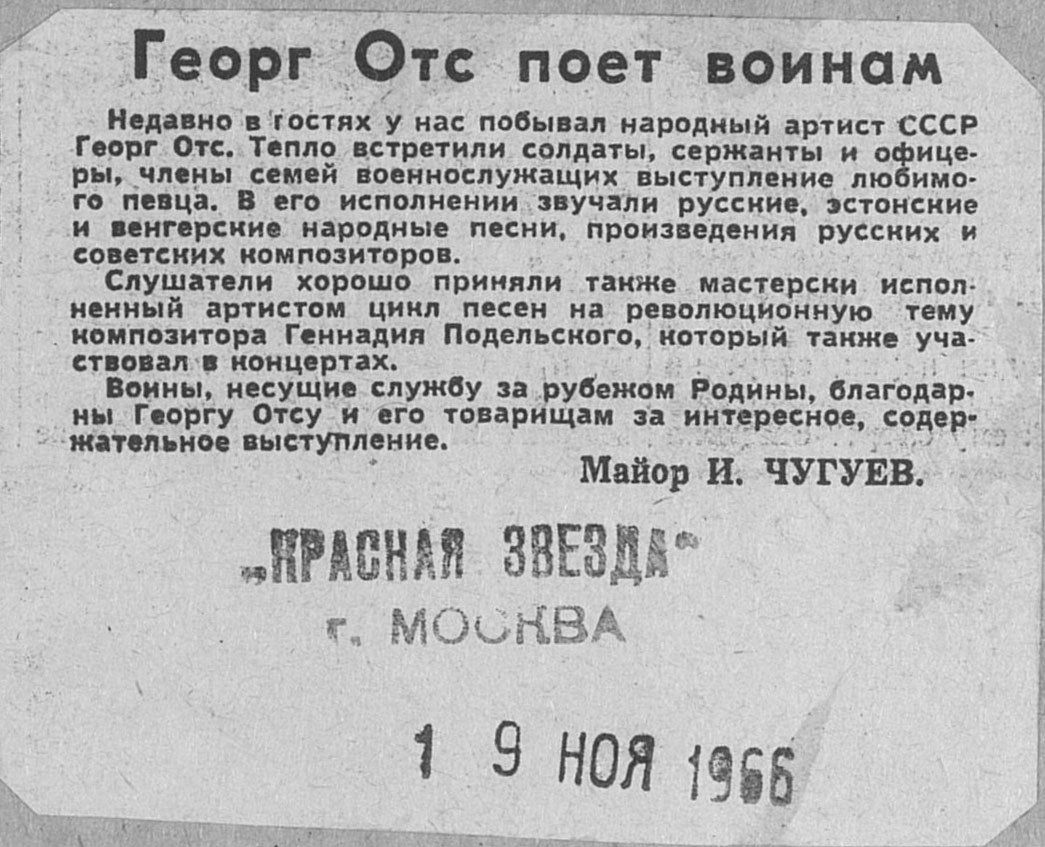 Георг Отс поет воинам
Недавно в гостях у нас побывал народный артист СССР
Георг Отс. Тепло встретили солдаты, сержанты и офице-
ры, члены семей военнослужащих выступление любимо-
го певца. В его исполнении звучали русские, эстонские
и венгерские народные песни, произведения русских и
советских композиторов.
Слушатели хорошо приняли также мастерски испол-
ненный артистом цикл песен на революционную тему
композитора Геннадия Подельского, который также уча-
ствовал в концертах.
Воины, несущие службу за рубежом Родины, благодар-
ны Георгу Отсу и его товарищам за интересное, содер-
жательное выступление.
Майор И. ЧУГУЕВ.
„КРАСНАЯ ЗВЕЗДА"
г. МОСКВА
19 НОЯ 1966